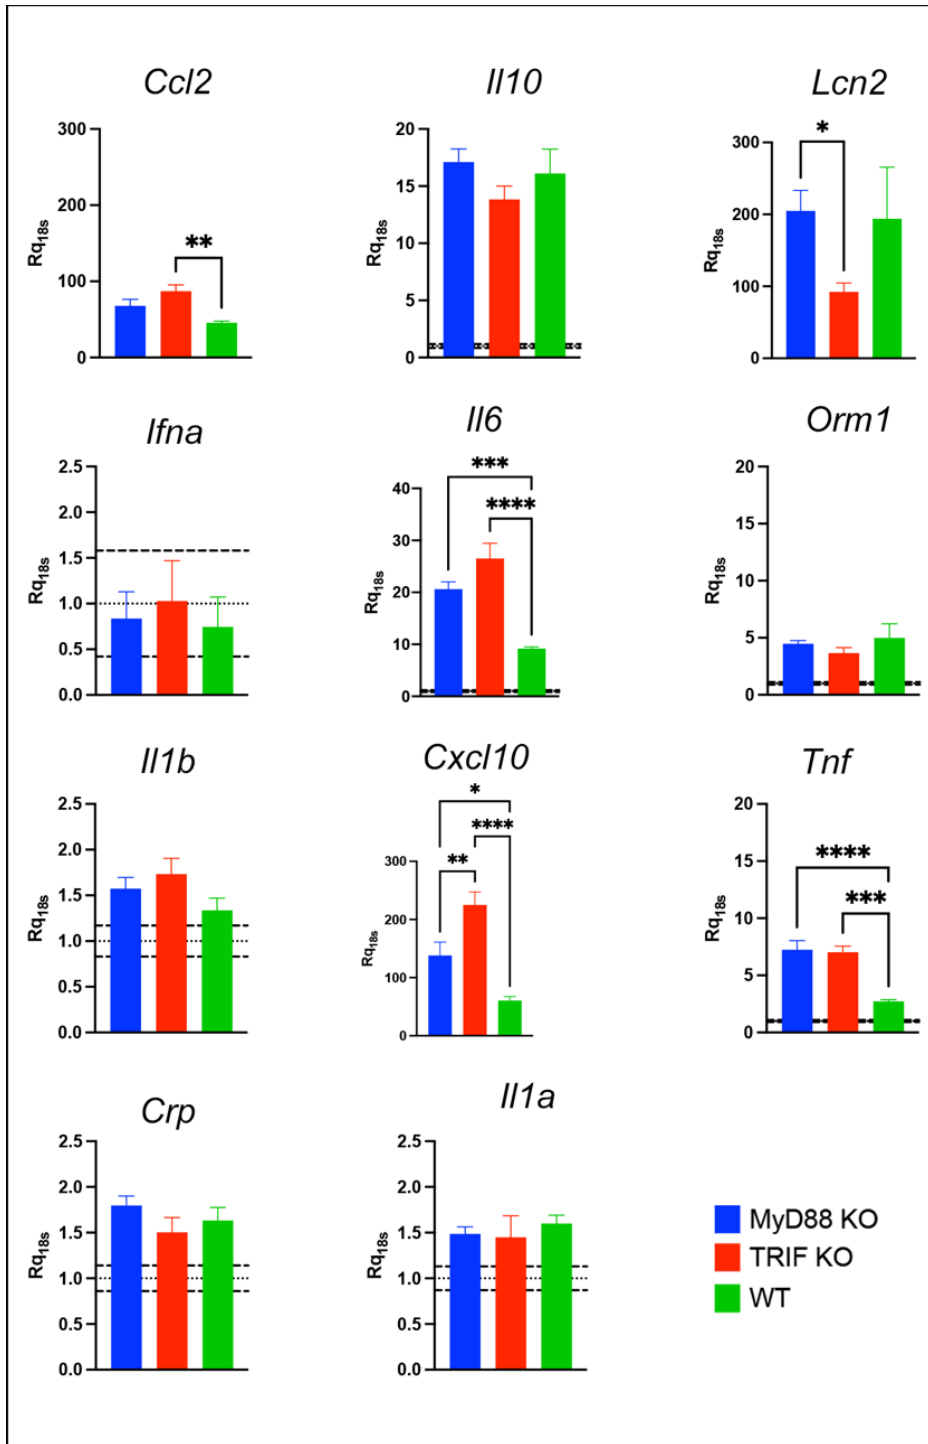 Ccl2
300
200
100
0
Rq18s
**
Il10
20
15
10
5
0
Rq18s
Lcn2
300
200
100
0
Rq18s
*
Ifna
2.5
2.0
1.5
1.0
0.5
0.0
Rq18s
Il6
40
30
20
10
0
Rq18s
***
****
Orm1
20
15
10
5
0
Rq18s
Il1b
2.5
2.0
1.5
1.0
0.5
0.0
Rq18s
Cxcl10
300
200
100
0
Rq18s
*
****
**
Tnf
20
15
10
5
0
Rq18s
****
***
Crp
2.5
2.0
1.5
1.0
0.5
0.0
Rq18s
Il1a
2.5
2.0
1.5
1.0
0.5
0.0
Rq18s
MyD88 KO
TRIF KO
WT